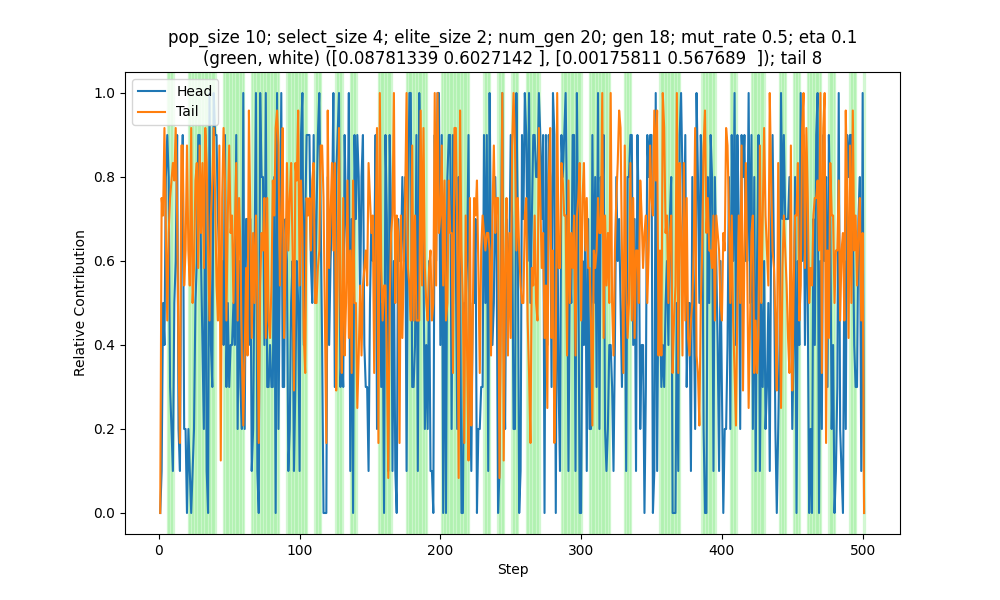 pop_size 10; select_size 4; elite_size 2; num_gen 20; gen 18; mut_rate 0.5; eta 0.1
(green, white) ([0.08781339 0.6027142 ], [0.00175811 0.567689  ]); tail 8
Head
Tail
1.0
0.8
0.6
0.4
0.2
0.0
Relative Contribution
0
100
200
300
400
500
Step